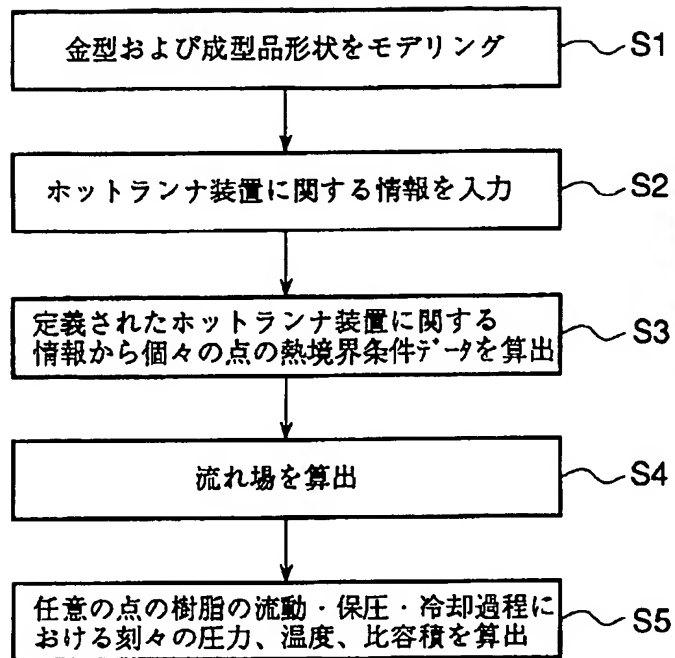 金型および成型品形状をモデリング S1
ホットランナ装置に関する情報を入力 S2
定義されたホットランナ装置に関する
情報から個々の点の熱境界条件データを算出 S3
流れ場を算出 S4
任意の点の樹脂の流動・保圧・冷却過程に
おける刻々の圧力、温度、比容積を算出 S5